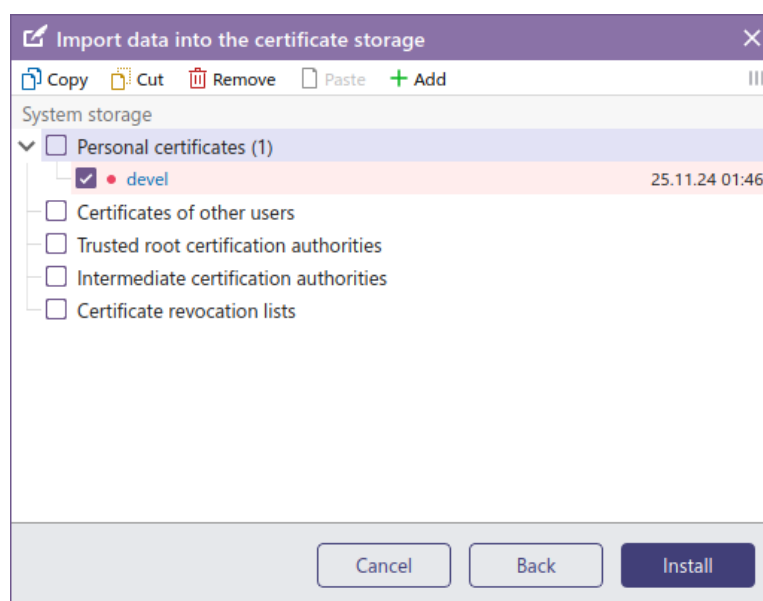 Import data into the certificate storage
Copy Cut Remove Paste Add
System storage
Personal certificates (1)
devel 25.11.24 01:46
Certificates of other users
Trusted root certification authorities
Intermediate certification authorities
Certificate revocation lists
Cancel Back Install